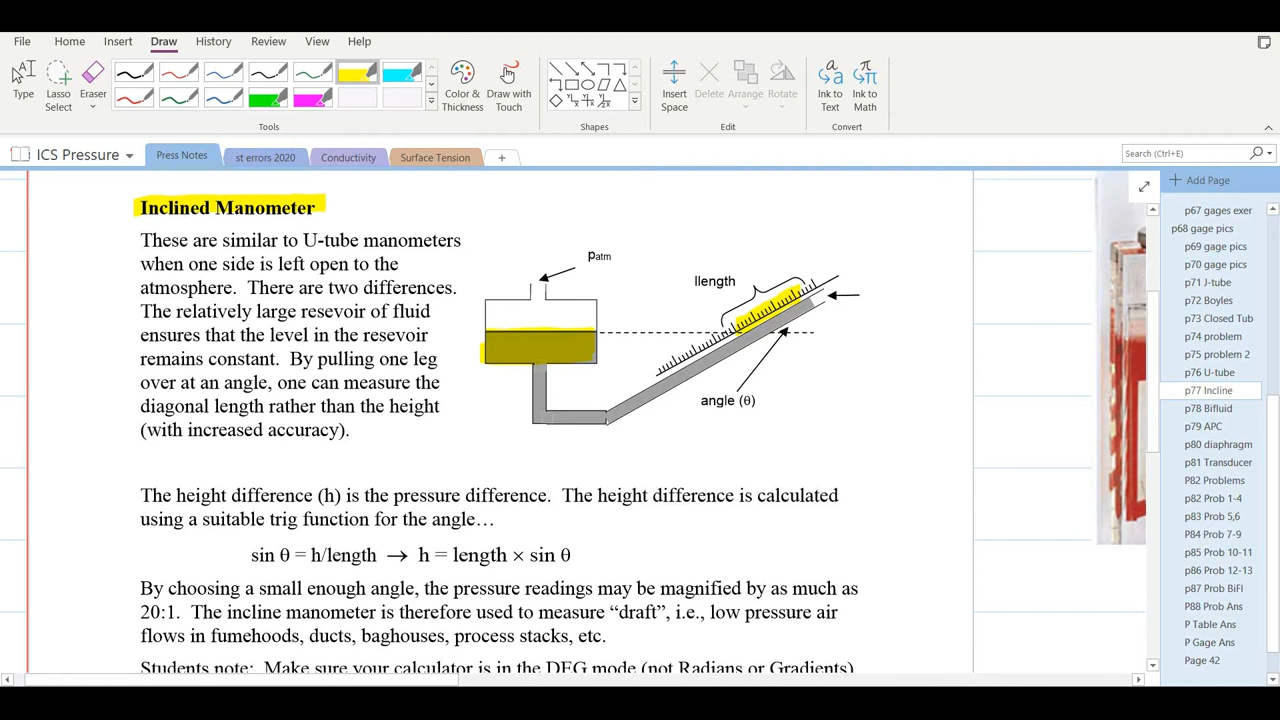 File Home Insert Draw History Review View Help
Type
Lasso Select
Eraser
Color & Thickness
Draw with Touch
Insert Space
Delete
Arrange
Rotate
Ink to Text
Ink to Math
Tools
Shapes
Edit
Convert
ICS Pressure
Press Notes
st errors 2020
Conductivity
Surface Tension
Search (Ctrl+E)
Inclined Manometer
These are similar to U-tube manometers
when one side is left open to the
atmosphere. There are two differences.
The relatively large resevoir of fluid
ensures that the level in the resevoir
remains constant. By pulling one leg
over at an angle, one can measure the
diagonal length rather than the height
(with increased accuracy).
patm
llength
angle (θ)
The height difference (h) is the pressure difference. The height difference is calculated
using a suitable trig function for the angle…
sin θ = h/length → h = length × sin θ
By choosing a small enough angle, the pressure readings may be magnified by as much as
20:1. The incline manometer is therefore used to measure “draft”, i.e., low pressure air
flows in fumehoods, ducts, baghouses, process stacks, etc.
Students note: Make sure your calculator is in the DEG mode (not Radians or Gradients)
Add Page
p67 gages exer
p68 gage pics
p69 gage pics
p70 gage pics
p71 J-tube
p72 Boyles
p73 Closed Tub
p74 problem
p75 problem 2
p76 U-tube
p77 Incline
p78 Bifluid
p79 APC
p80 diaphragm
p81 Transducer
P82 Problems
p82 Prob 1-4
p83 Prob 5,6
P84 Prob 7-9
p85 Prob 10-11
p86 Prob 12-13
p87 Prob BiFI
P88 Prob Ans
P Table Ans
P Gage Ans
Page 42